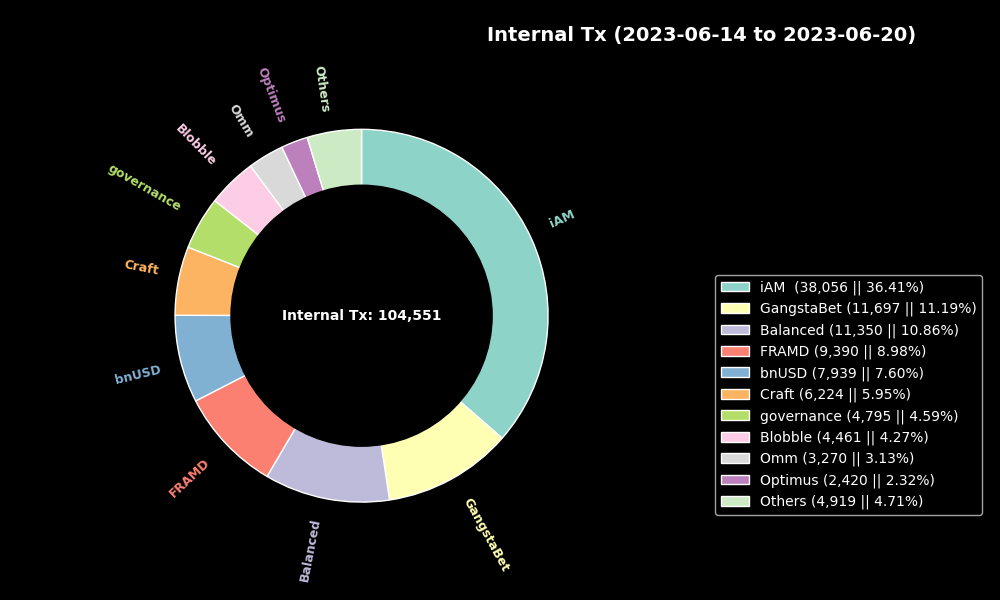 Internal Tx (2023-06-14 to 2023-06-20)
Others
Optimus
Omm
Blobble
governance
Craft
bnUSD
FRAMD
Balanced
GangstaBet
iAM
Internal Tx: 104,551
iAM (38,056 || 36.41%)
GangstaBet (11,697 || 11.19%)
Balanced (11,350 || 10.86%)
FRAMD (9,390 || 8.98%)
bnUSD (7,939 || 7.60%)
Craft (6,224 || 5.95%)
governance (4,795 || 4.59%)
Blobble (4,461 || 4.27%)
Omm (3,270 || 3.13%)
Optimus (2,420 || 2.32%)
Others (4,919 || 4.71%)